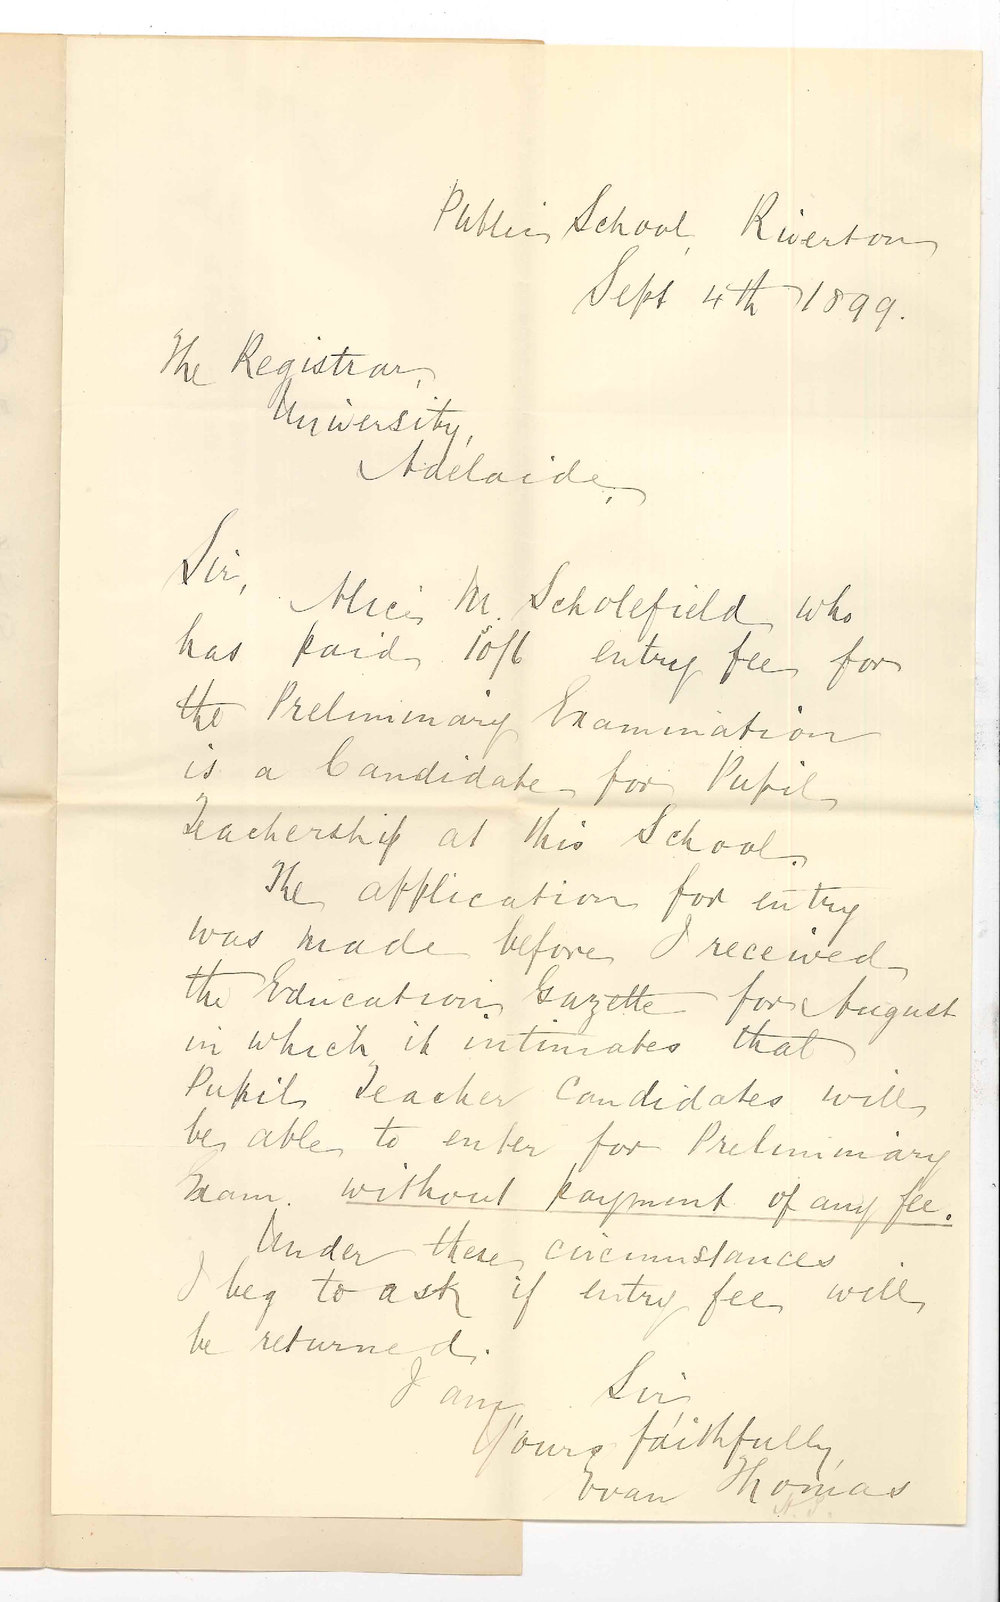 Public School, Riverton
Sept 4th 1899.
The Registrar,
University,
Adelaide,
Sir,
Alice M. Scholefield who
has paid 10s/6 entry fee for
the Preliminary Examination
is a Candidate for Pupil
Teachership at this School.
The application for entry
was made before I received
the Education Gazette for August
in which it intimates that
Pupil Teacher Candidates will
be able to enter for Preliminary
Exam. without payment of any fee.
Under these circumstances
I beg to ask if entry fee will
be returned.
I am Sir,
Yours faithfully,
Evan Thomas